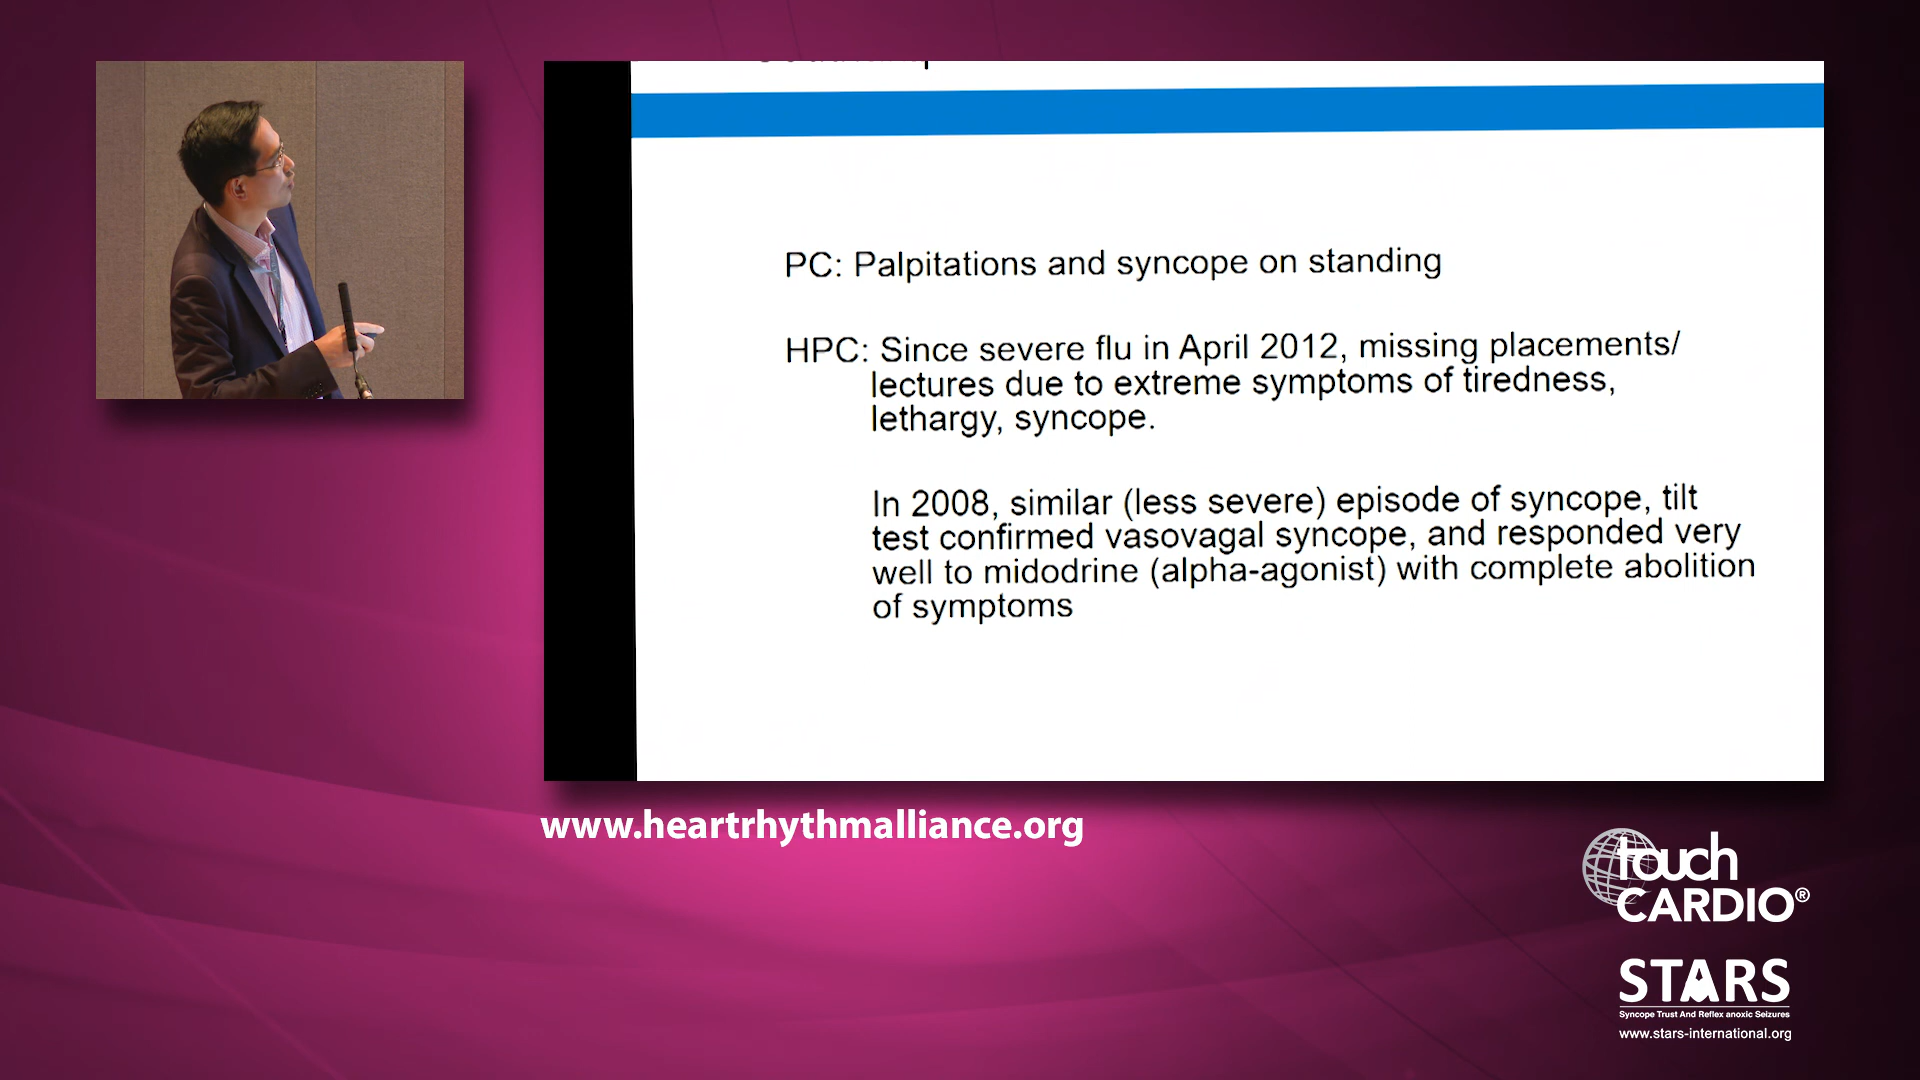 PC: Palpitations and syncope on standing
HPC: Since severe flu in April 2012, missing placements/
lectures due to extreme symptoms of tiredness,
lethargy, syncope.
In 2008, similar (less severe) episode of syncope, tilt
test confirmed vasovagal syncope, and responded very
well to midodrine (alpha-agonist) with complete abolition
of symptoms
www.heartrhythmalliance.org
touch
CARDIO®
STARS
Syncope Trust And Reflex anoxic Seizures
www.stars-international.org